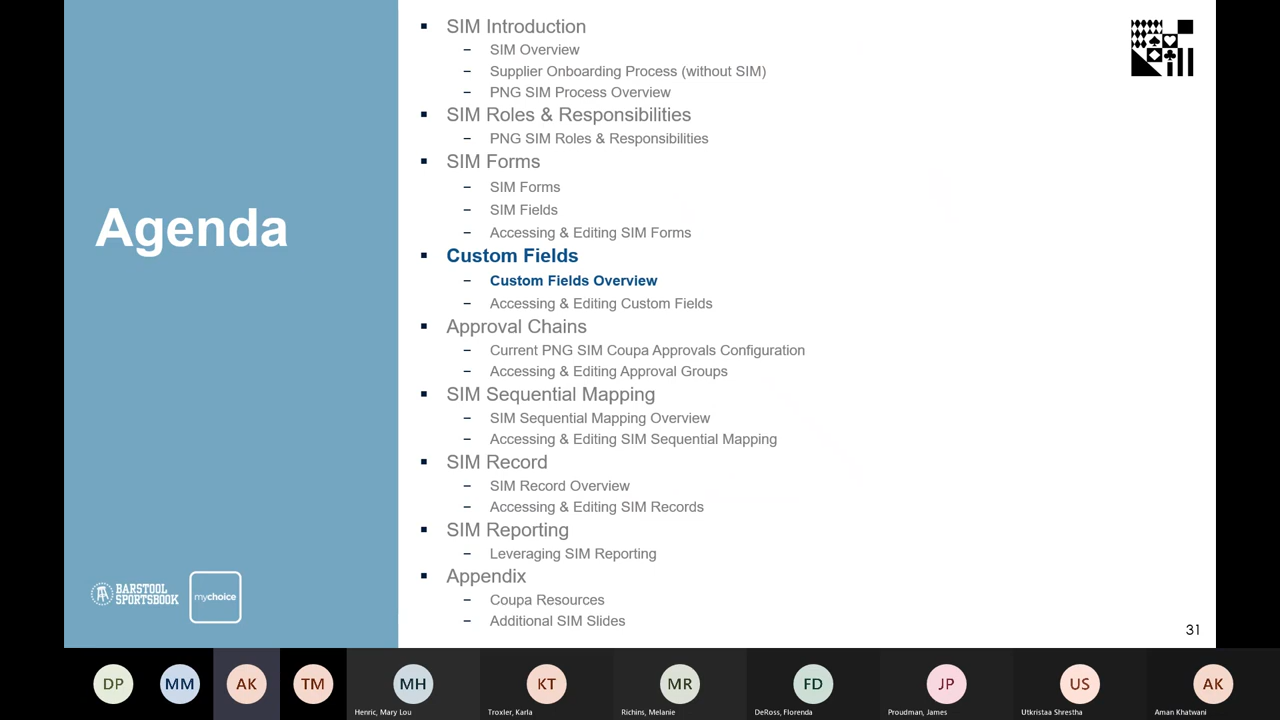 Agenda
SIM Introduction
SIM Overview
Supplier Onboarding Process (without SIM)
PNG SIM Process Overview
SIM Roles & Responsibilities
PNG SIM Roles & Responsibilities
SIM Forms
SIM Forms
SIM Fields
Accessing & Editing SIM Forms
Custom Fields
Custom Fields Overview
Accessing & Editing Custom Fields
Approval Chains
Current PNG SIM Coupa Approvals Configuration
Accessing & Editing Approval Groups
SIM Sequential Mapping
SIM Sequential Mapping Overview
Accessing & Editing SIM Sequential Mapping
SIM Record
SIM Record Overview
Accessing & Editing SIM Records
SIM Reporting
Leveraging SIM Reporting
Appendix
Coupa Resources
Additional SIM Slides
BARSTOOL
SPORTSBOOK
mychoice
31
DP MM AK TM MH KT MR FD JP US AK
Henric, Mary Lou Troxler, Karla Richins, Melanie DeRoss, Florenda Proudman, James Utkristaa Shrestha Aman Khatwani